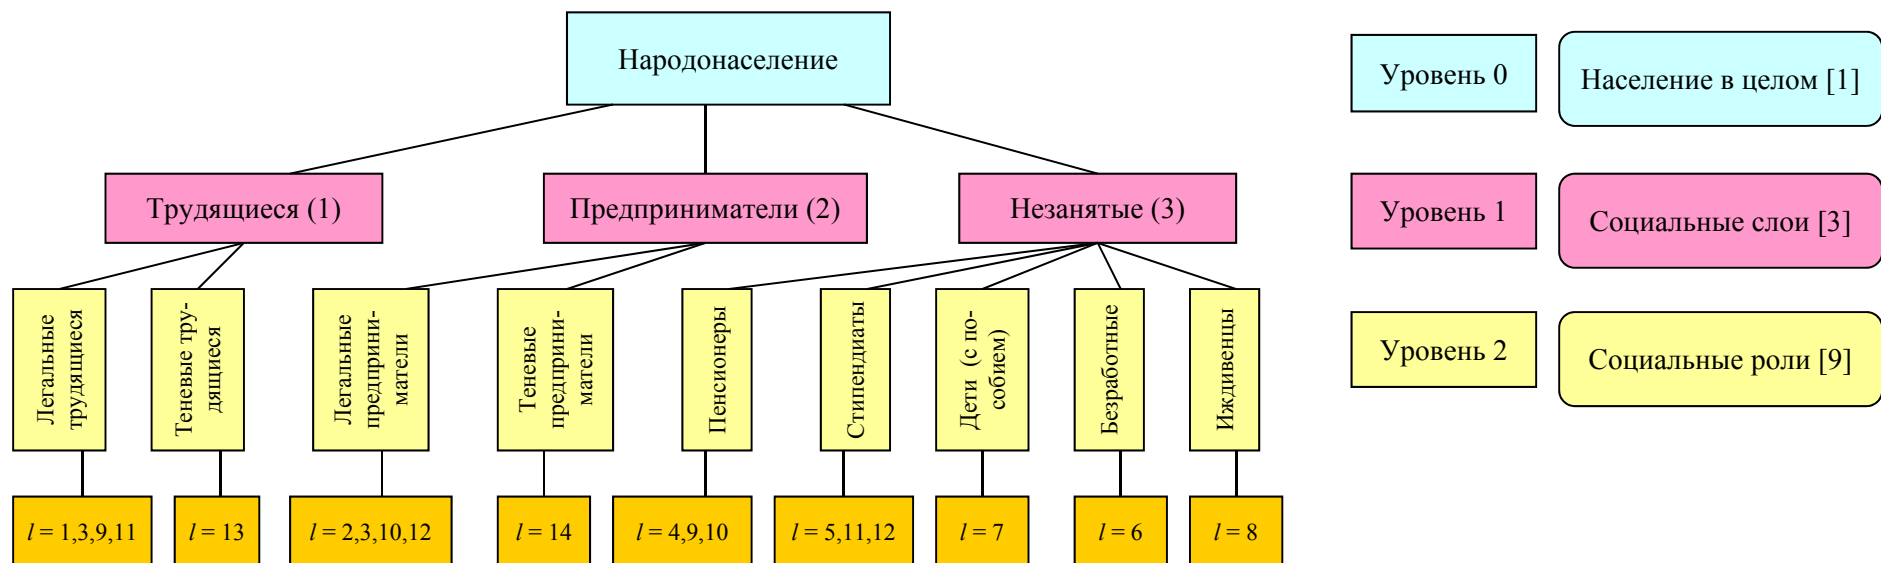 Народонаселение
Уровень 0
Население в целом [1]
Трудящиеся (1)
Предприниматели (2)
Незанятые (3)
Уровень 1
Социальные слои [3]
Легальные
трудящиеся
Теневые тру-
дящиеся
Легальные
предприни-
матели
Теневые
предприни-
матели
Пенсионеры
Стипендиаты
Дети (с по-
собием)
Безработные
Иждивенцы
Уровень 2
Социальные роли [9]
l = 1,3,9,11
l = 13
l = 2,3,10,12
l = 14
l = 4,9,10
l = 5,11,12
l = 7
l = 6
l = 8